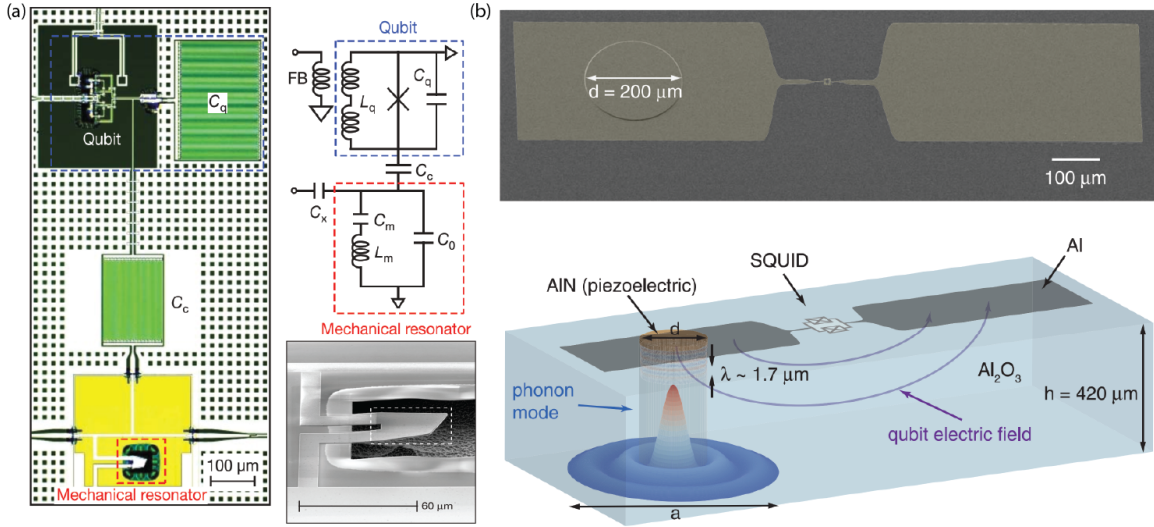 (a)
C_q
Qubit
C_c
100 μm
Mechanical resonator
Qubit
FB
L_q
C_q
C_c
C_x
C_m
L_m
C_0
Mechanical resonator
60 μm
(b)
d = 200 μm
100 μm
SQUID
Al
AlN (piezoelectric)
d
λ ~ 1.7 μm
Al₂O₃
phonon
mode
h = 420 μm
qubit electric field
a